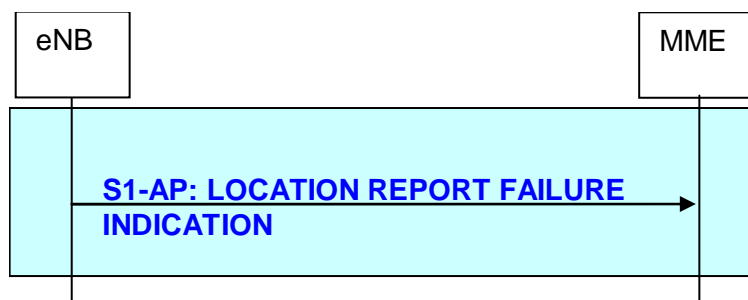 eNB
MME
S1-AP: LOCATION REPORT FAILURE
INDICATION